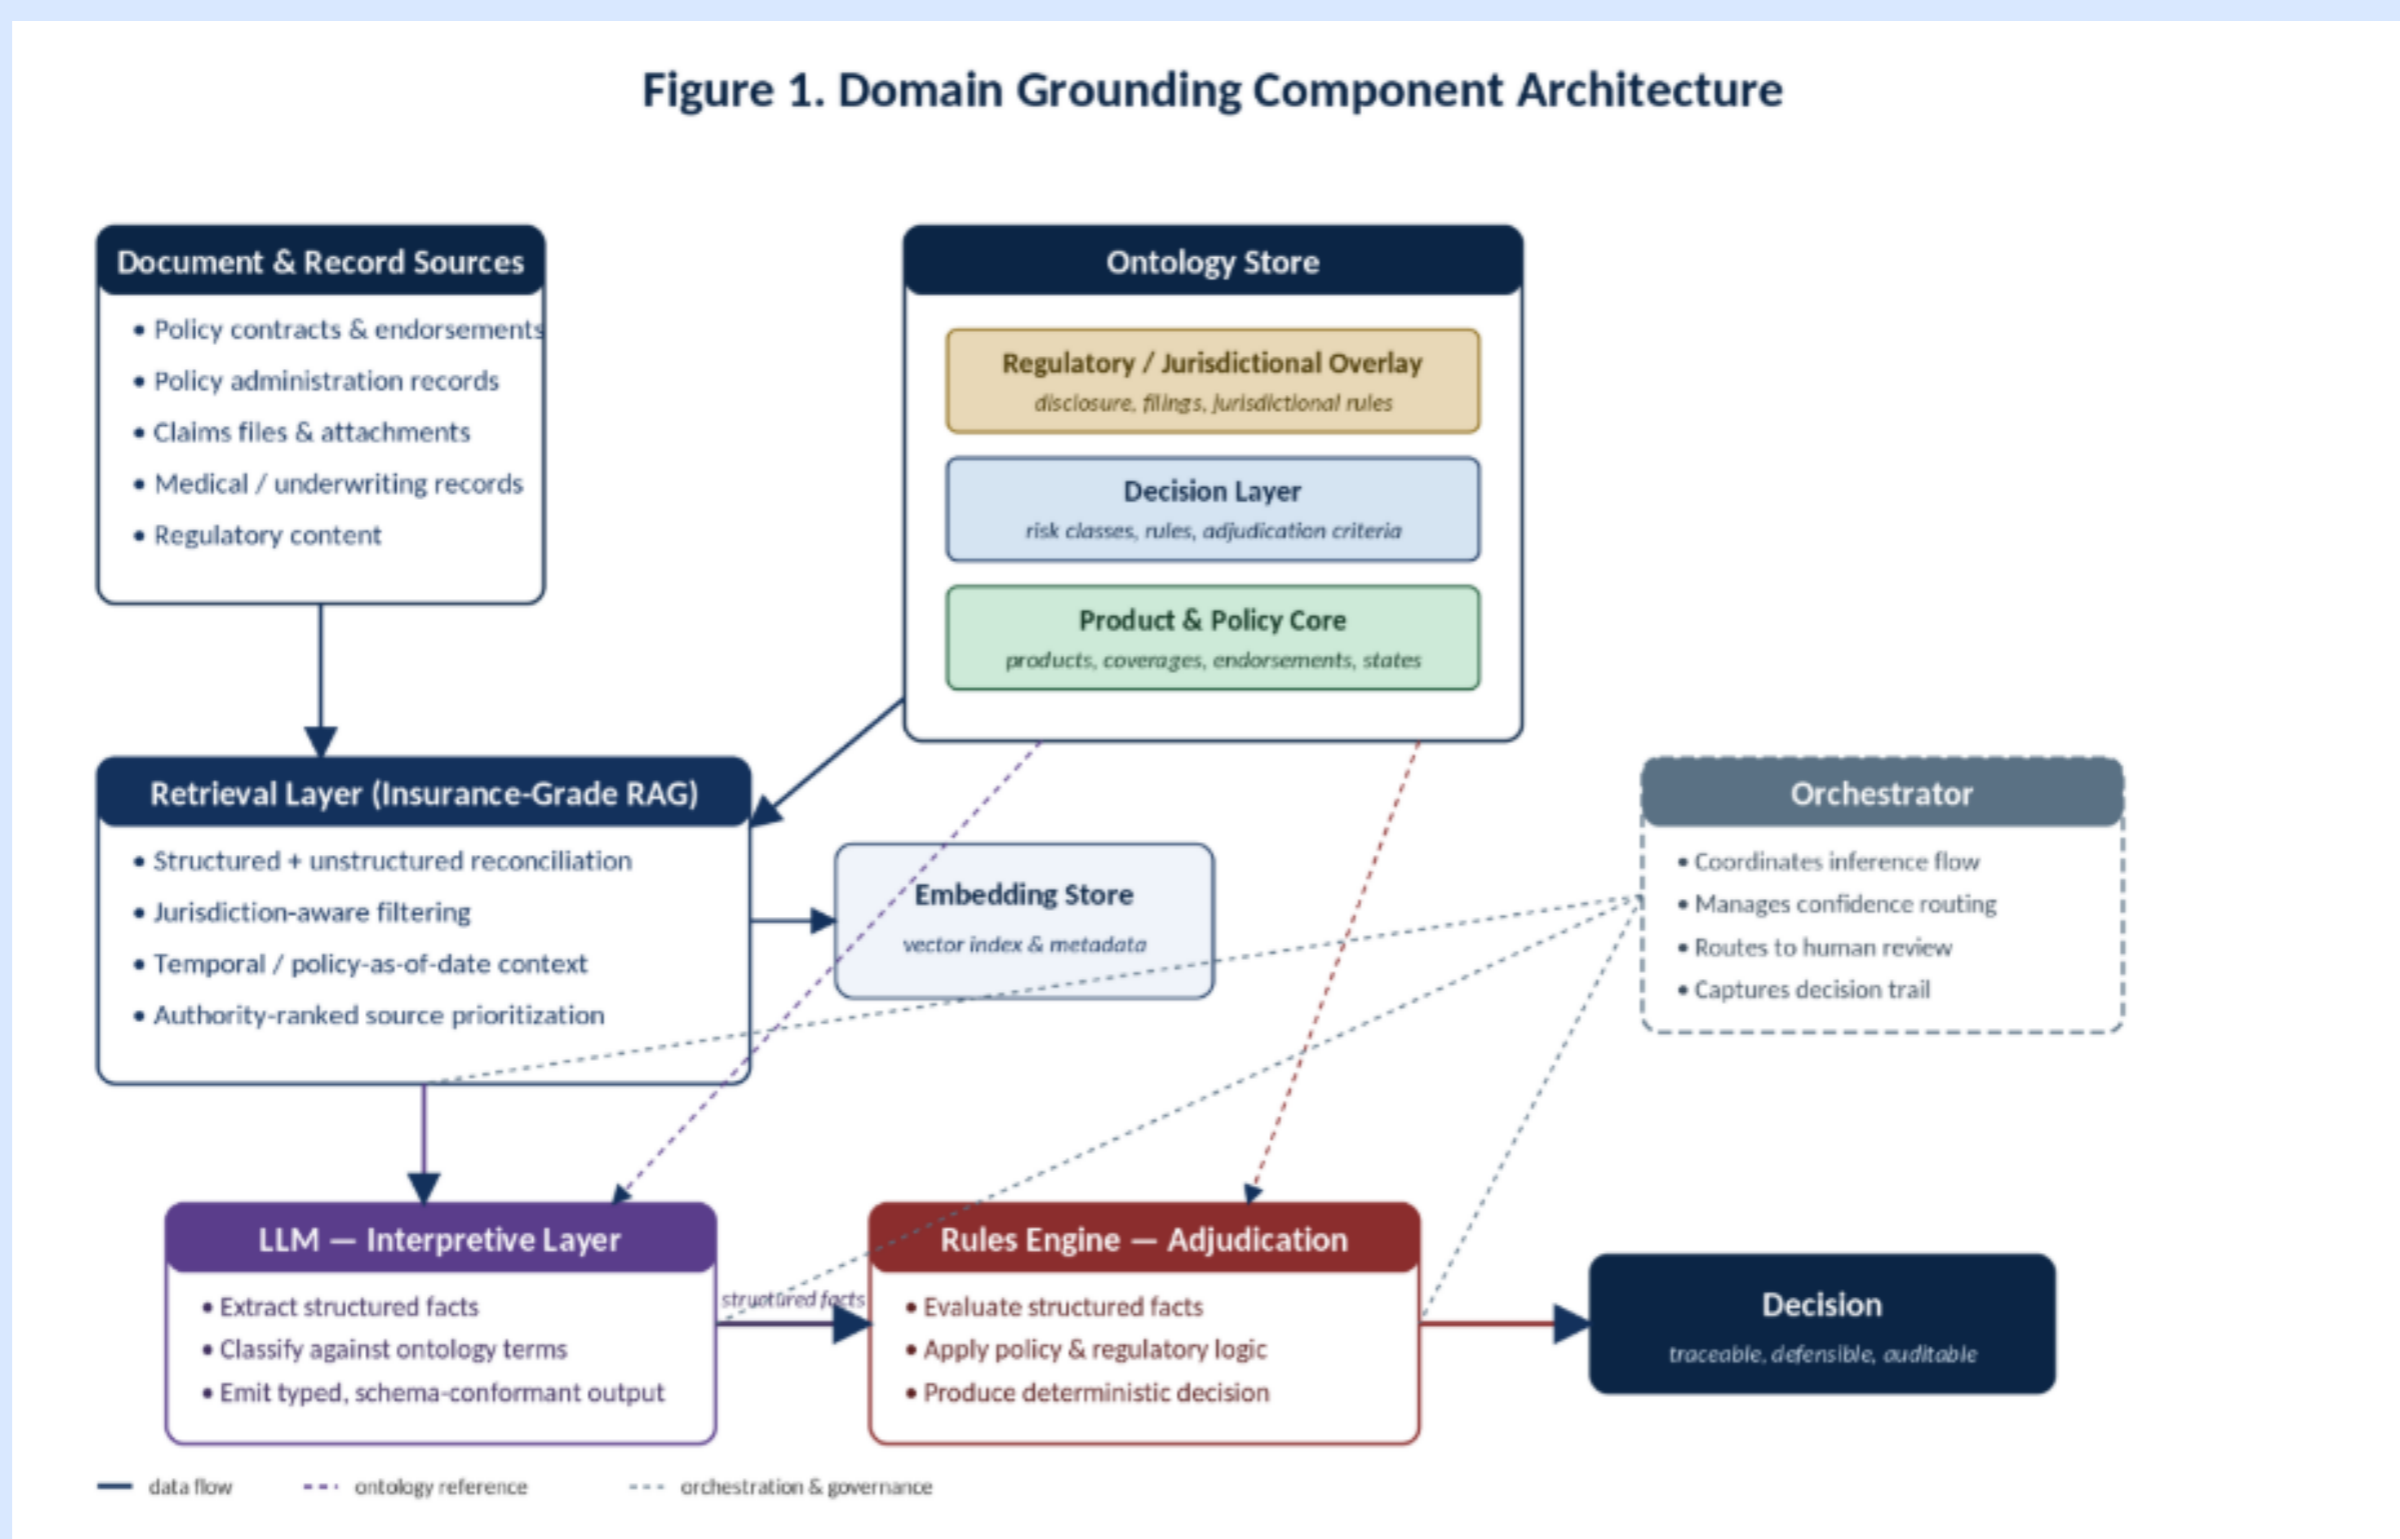 Figure 1. Domain Grounding Component Architecture
Document & Record Sources
• Policy contracts & endorsements
• Policy administration records
• Claims files & attachments
• Medical / underwriting records
• Regulatory content
Ontology Store
Regulatory / Jurisdictional Overlay
disclosure, filings, jurisdictional rules
Decision Layer
risk classes, rules, adjudication criteria
Product & Policy Core
products, coverages, endorsements, states
Retrieval Layer (Insurance-Grade RAG)
• Structured + unstructured reconciliation
• Jurisdiction-aware filtering
• Temporal / policy-as-of-date context
• Authority-ranked source prioritization
Embedding Store
vector index & metadata
Orchestrator
• Coordinates inference flow
• Manages confidence routing
• Routes to human review
• Captures decision trail
LLM — Interpretive Layer
• Extract structured facts
• Classify against ontology terms
• Emit typed, schema-conformant output
structured facts
Rules Engine — Adjudication
• Evaluate structured facts
• Apply policy & regulatory logic
• Produce deterministic decision
Decision
traceable, defensible, auditable
data flow
ontology reference
orchestration & governance